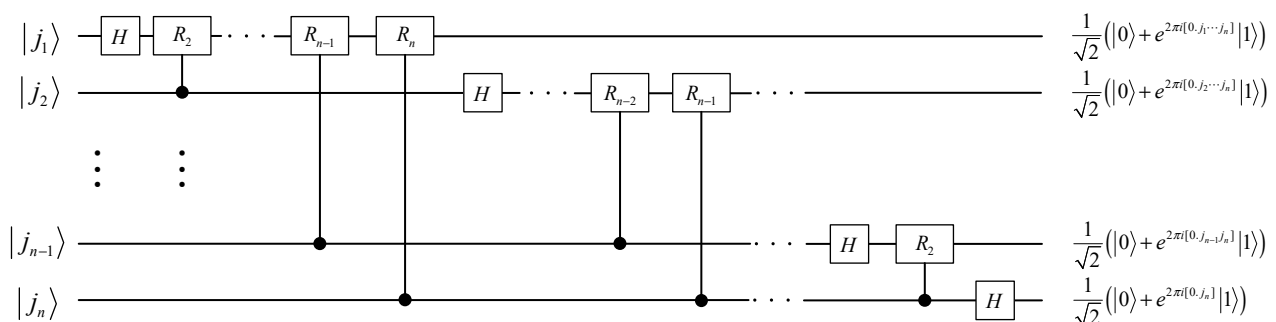 |j₁⟩ H R₂ · · · · Rₙ₋₁ Rₙ 1/√2 (|0⟩ + e^{2πi[0.j₁···jₙ]} |1⟩)
|j₂⟩ H · · · · Rₙ₋₂ Rₙ₋₁ · · · · 1/√2 (|0⟩ + e^{2πi[0.j₂···jₙ]} |1⟩)
|jₙ₋₁⟩ · · · · H R₂ 1/√2 (|0⟩ + e^{2πi[0.jₙ₋₁jₙ]} |1⟩)
|jₙ⟩ · · · · H 1/√2 (|0⟩ + e^{2πi[0.jₙ]} |1⟩)